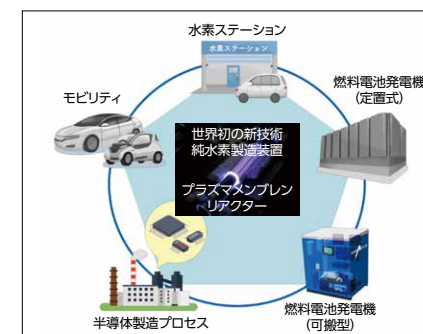 水素ステーション
水素ステーション
モビリティ
燃料電池発電機
(定置式)
世界初の新技術
純水素製造装置
プラズマメンブレン
リアクター
半導体製造プロセス
燃料電池発電機
(可搬型)